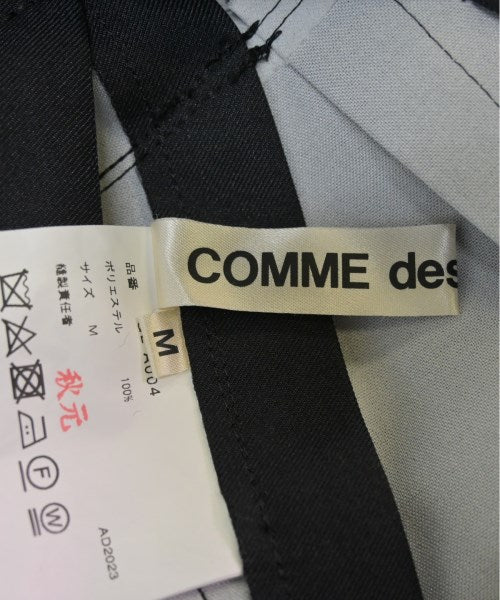 COMME des
M
品番
A004
ポリエステル 100%
サイズ M
縫製責任者
秋元
F
W
AD2023